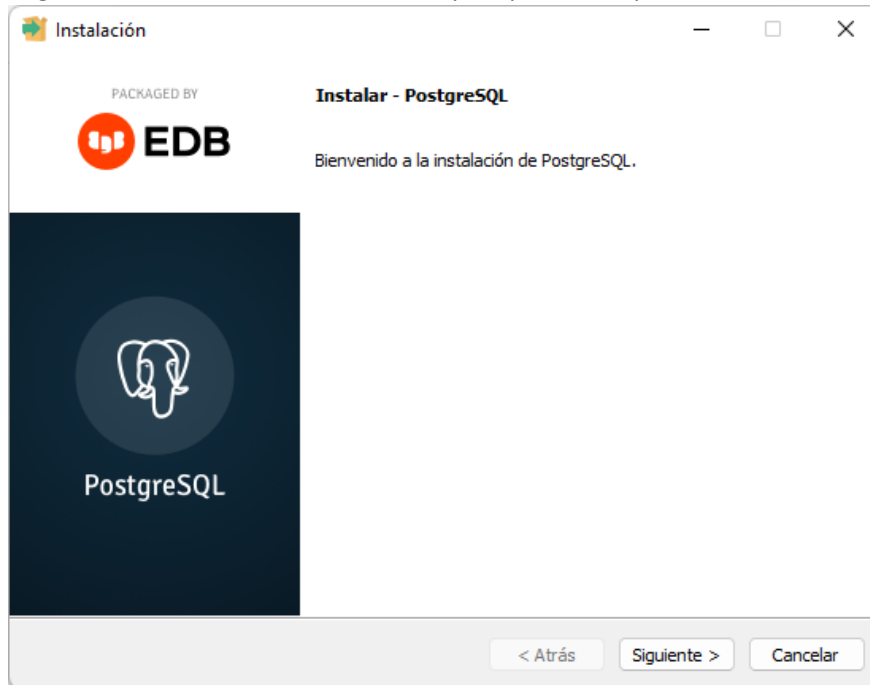 Instalación
PACKAGED BY
EDB
Instalar - PostgreSQL
Bienvenido a la instalación de PostgreSQL.
PostgreSQL
< Atrás
Siguiente >
Cancelar